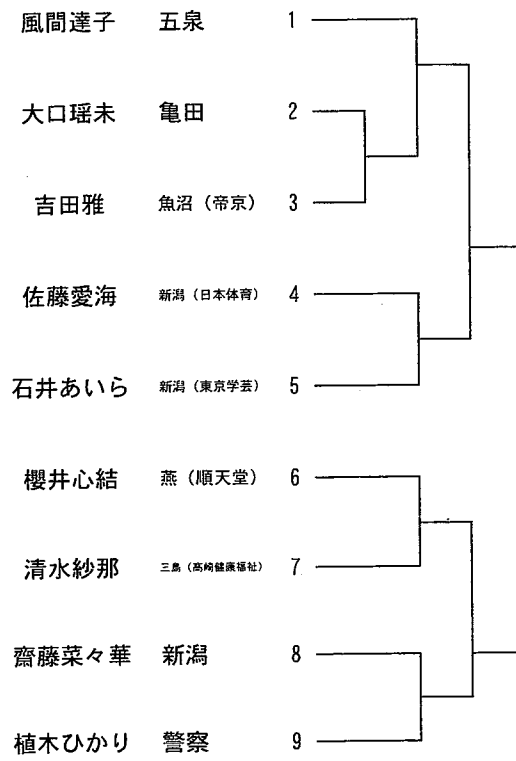 風間達子 五泉 1
大口瑶未 亀田 2
吉田雅 魚沼(帝京) 3
佐藤愛海 新潟(日本体育) 4
石井あいら 新潟(東京学芸) 5
櫻井心結 燕(順天堂) 6
清水紗那 三島(高崎健康福祉) 7
齋藤菜々華 新潟 8
植木ひかり 警察 9